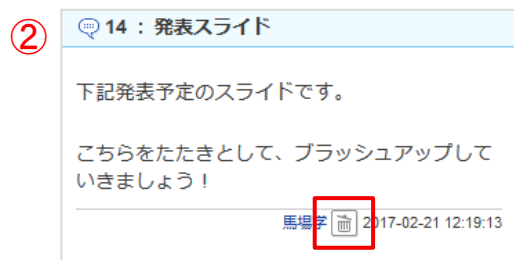 ②
14 : 発表スライド
下記発表予定のスライドです。
こちらをたたきとして、ブラッシュアップして
いきましょう！
馬場学 2017-02-21 12:19:13